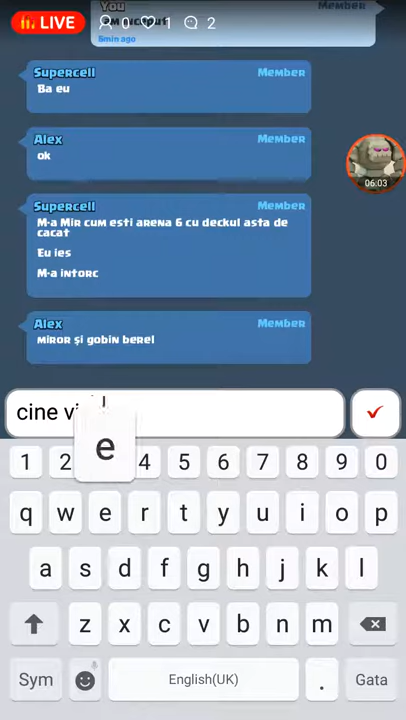 You
Member
LIVE
0
1
2
5min ago
Supercell
Member
Ba eu
Alex
Member
ok
06:03
Supercell
Member
M-a Mir cum esti arena 6 cu deckul asta de
cacat
Eu ies
M-a intorc
Alex
Member
miror și gobin berel
cine vi
e
1 2 4 5 6 7 8 9 0
q w e r t y u i o p
a s d f g h j k l
z x c v b n m
Sym
English(UK)
.
Gata